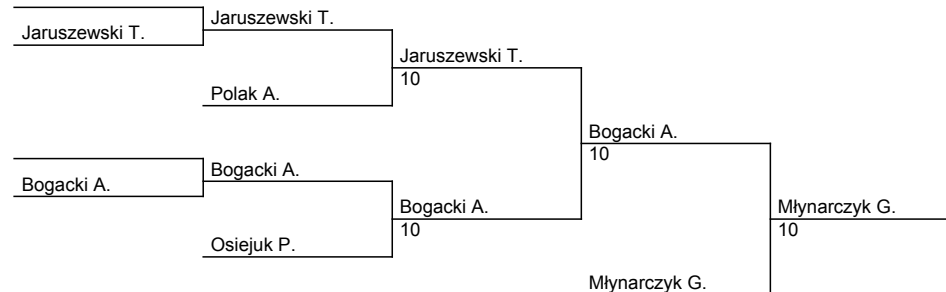 Jaruszewski T.
Jaruszewski T.
Jaruszewski T.
10
Polak A.
Bogacki A.
10
Bogacki A.
Bogacki A.
Bogacki A.
10
Młynarczyk G.
10
Osiejuk P.
Młynarczyk G.